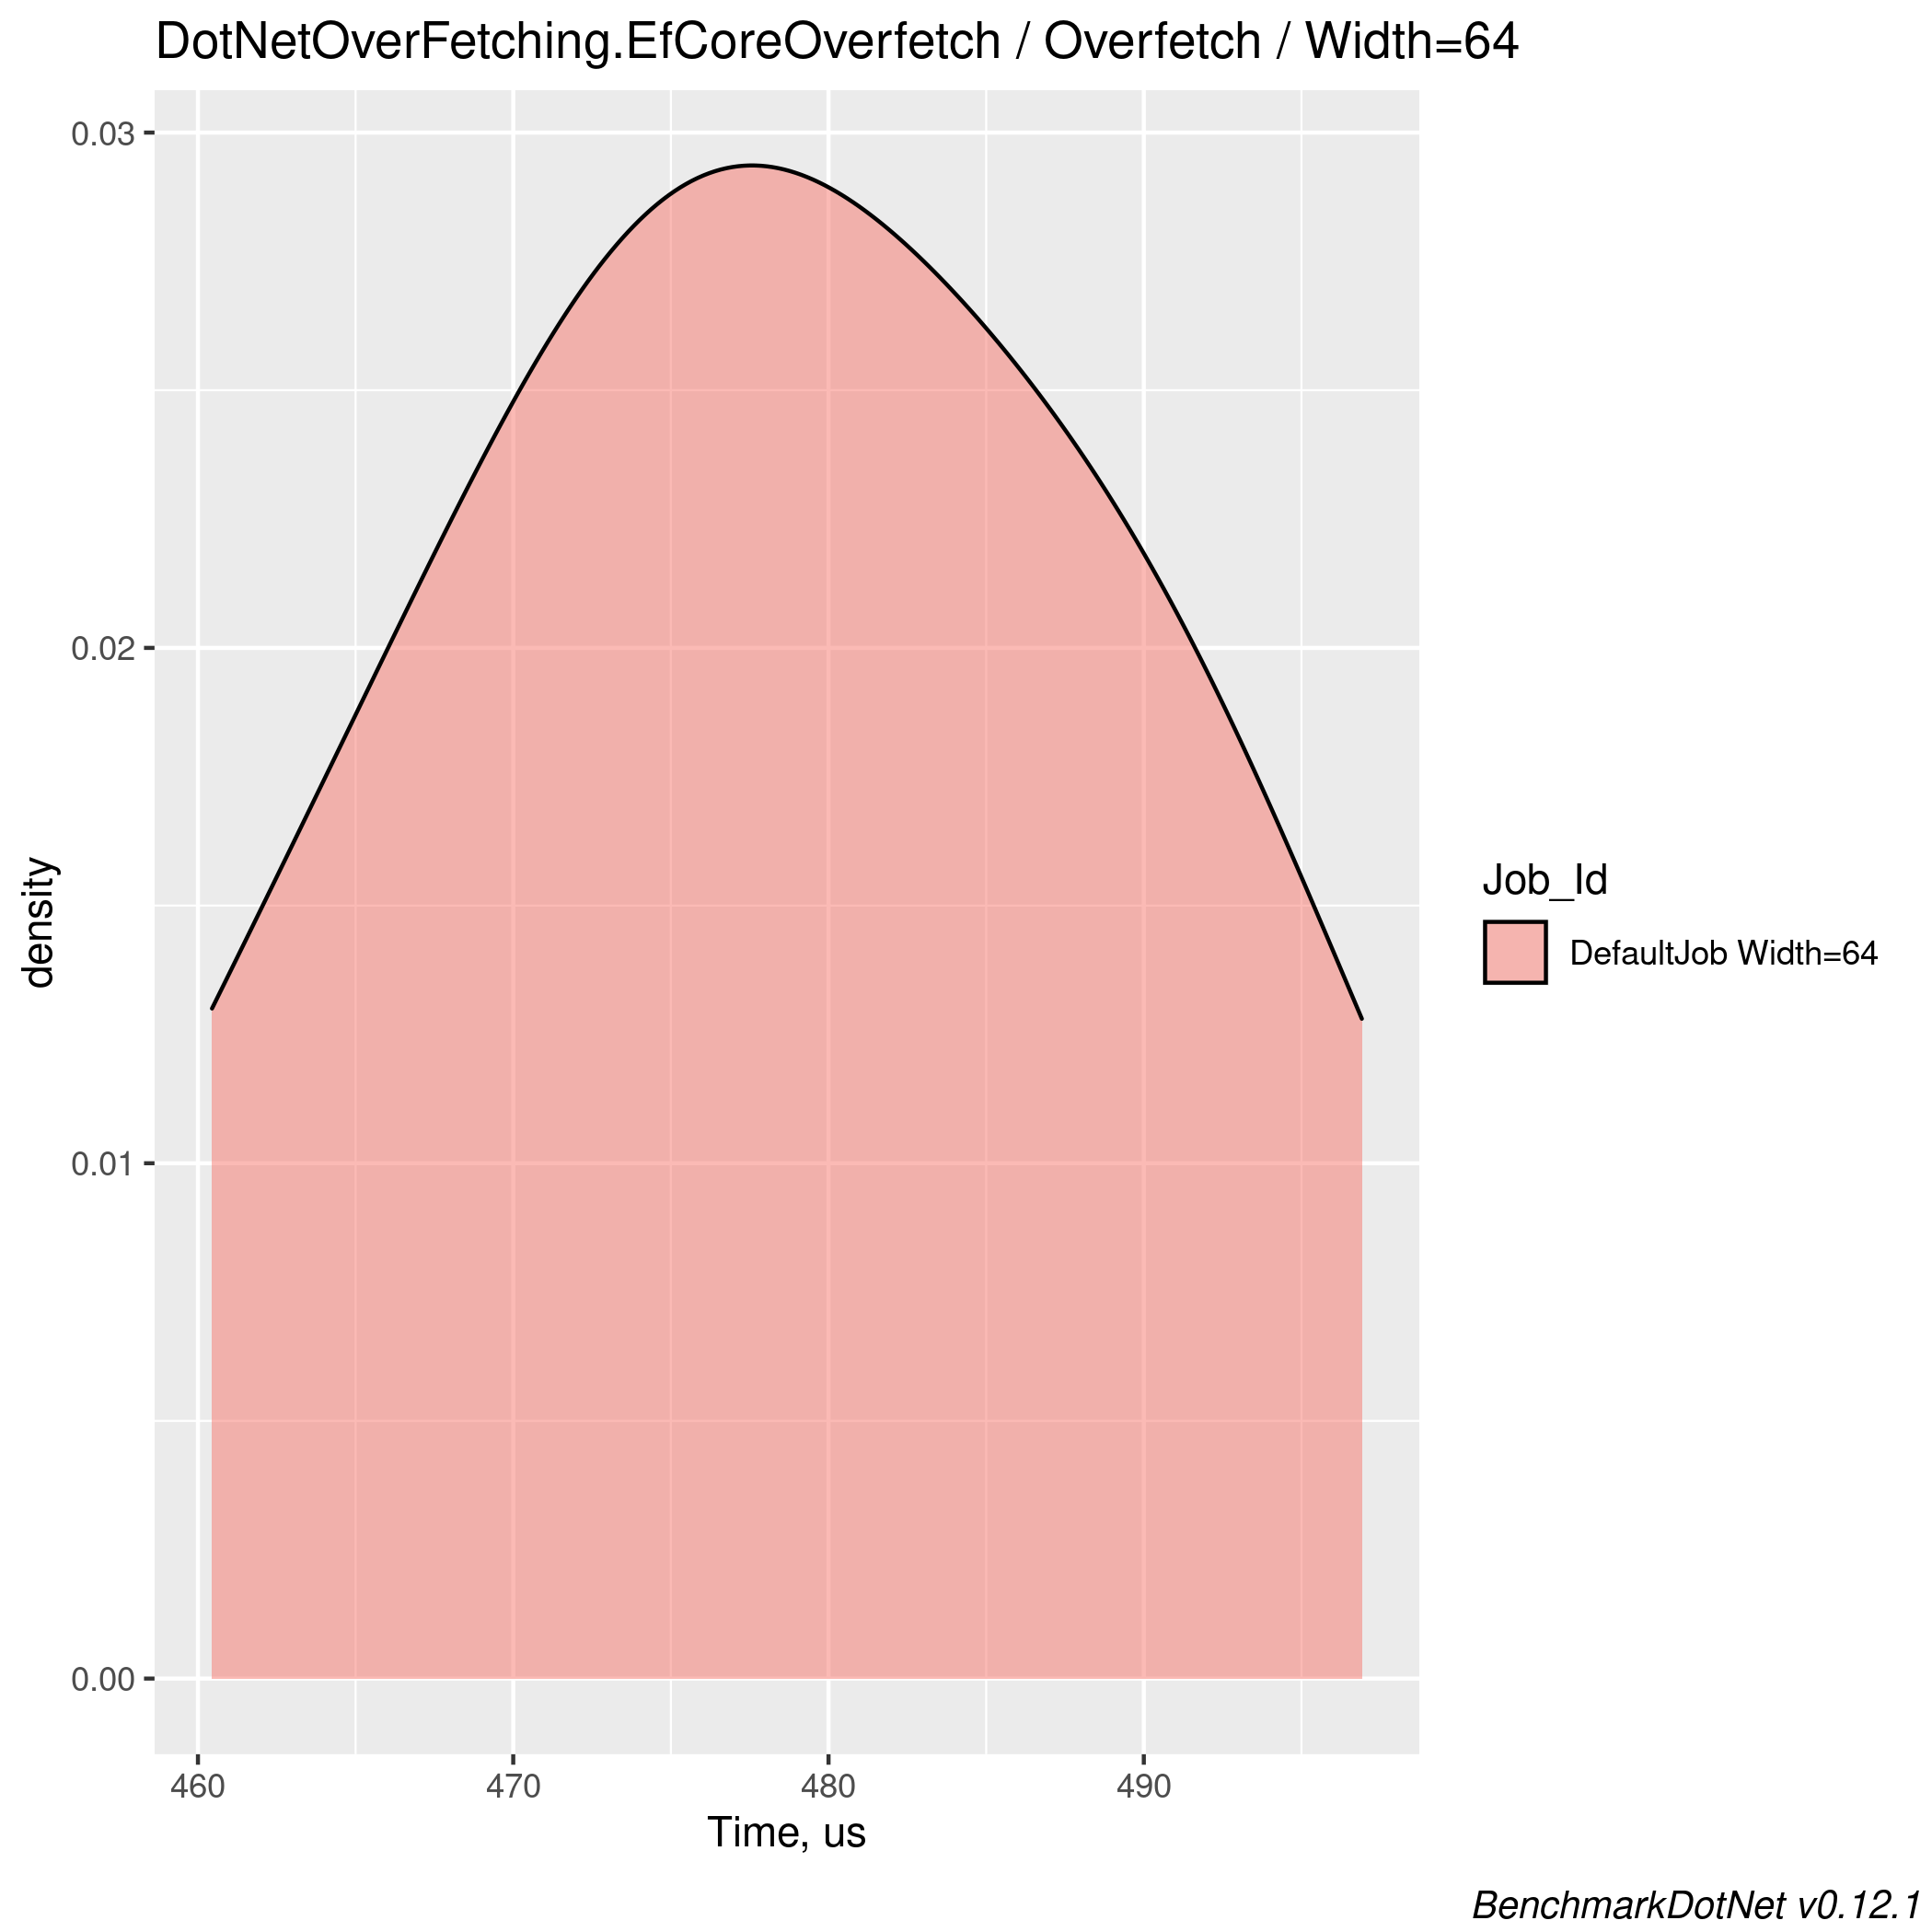 DotNetOverFetching.EfCoreOverfetch / Overfetch / Width=64
0.03
0.02
0.01
0.00
density
460 470 480 490
Time, us
Job_Id
DefaultJob Width=64
BenchmarkDotNet v0.12.1